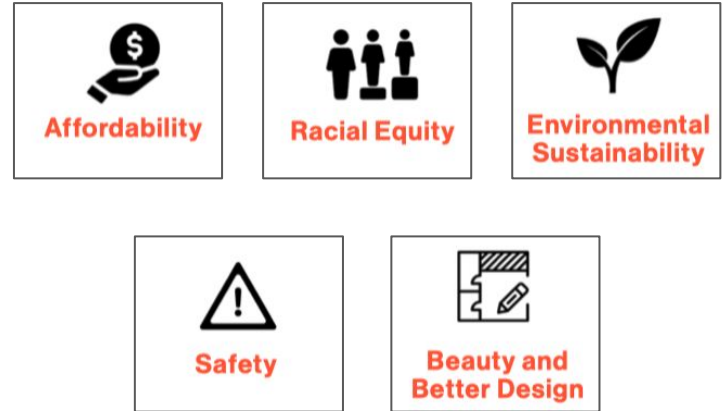 $
Affordability
Racial Equity
Environmental
Sustainability
!
Safety
Beauty and
Better Design